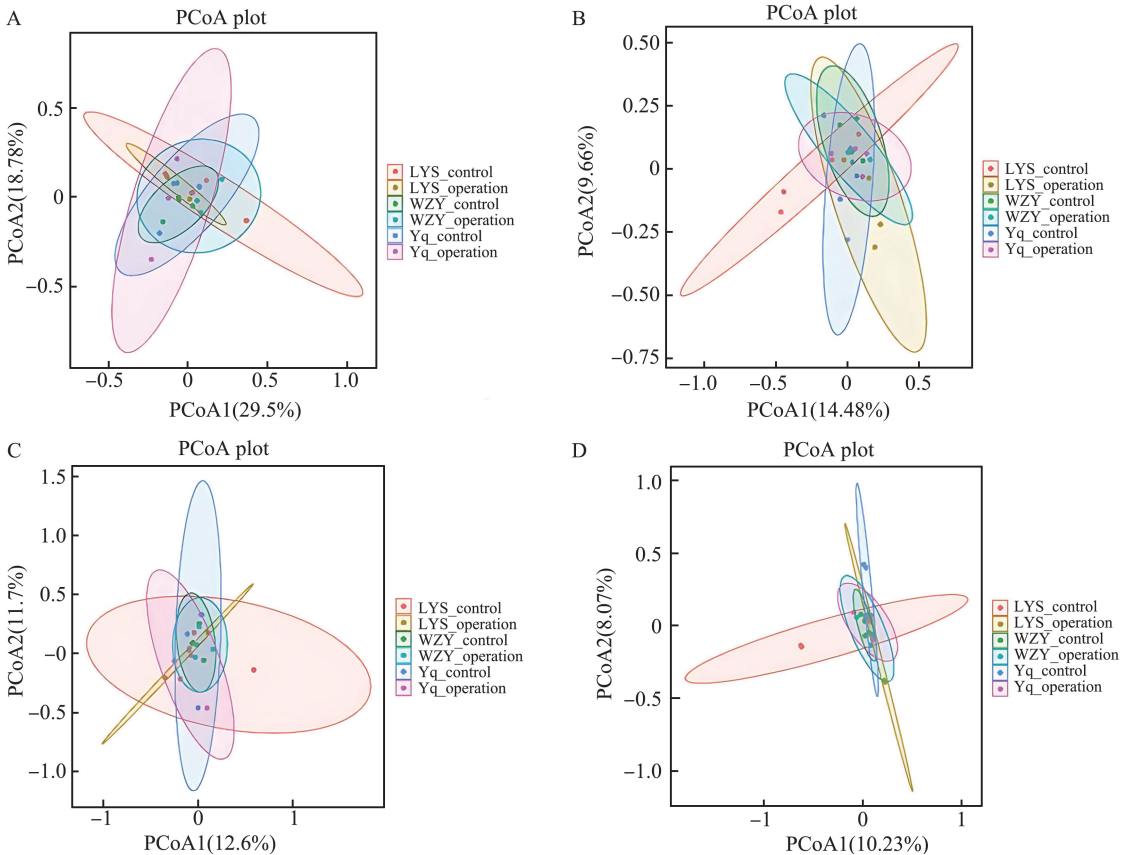 A
PCoA plot
PCoA2(18.78%)
0.5
0
−0.5
−0.5
0
0.5
1.0
PCoA1(29.5%)
LYS_control
LYS_operation
WZY_control
WZY_operation
Yq_control
Yq_operation
B
PCoA plot
PCoA2(9.66%)
0.50
0.25
0
−0.25
−0.50
−0.75
−1.0
−0.5
0
0.5
PCoA1(14.48%)
LYS_control
LYS_operation
WZY_control
WZY_operation
Yq_control
Yq_operation
C
PCoA plot
PCoA2(11.7%)
1.5
1.0
0.5
−0
−0.5
−1.0
−1
0
1
PCoA1(12.6%)
LYS_control
LYS_operation
WZY_control
WZY_operation
Yq_control
Yq_operation
D
PCoA plot
PCoA2(8.07%)
1.0
0.5
0
−0.5
−1.0
−1
0
1
PCoA1(10.23%)
LYS_control
LYS_operation
WZY_control
WZY_operation
Yq_control
Yq_operation